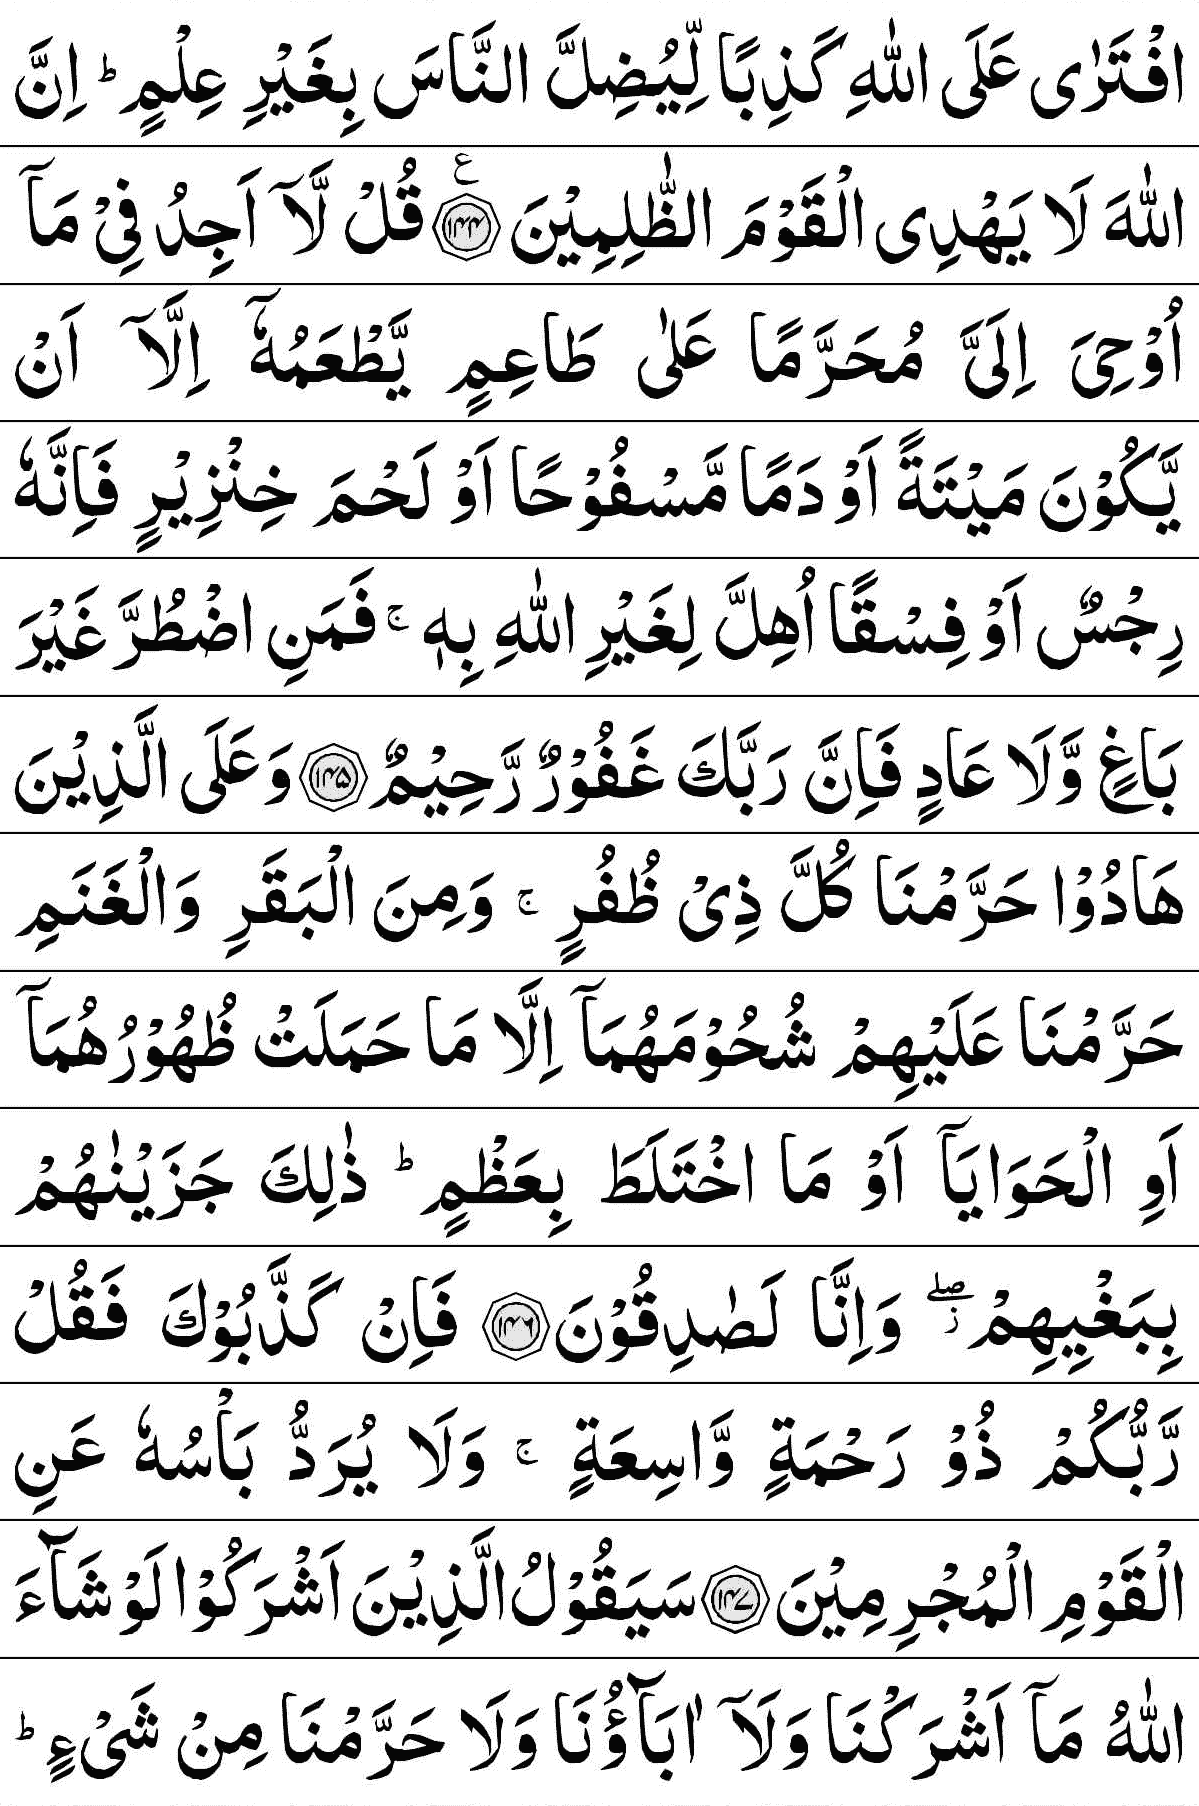 افْتَرٰى عَلَى اللّٰهِ كَذِبًا لِّيُضِلَّ النَّاسَ بِغَيْرِ عِلْمٍ ؕ اِنَّ
اللّٰهَ لَا يَهْدِى الْقَوْمَ الظّٰلِمِيْنَ ﴿۱۴۴﴾ ع قُلْ لَّاۤ اَجِدُ فِىْ مَاۤ
اُوْحِىَ اِلَىَّ مُحَرَّمًا عَلٰى طَاعِمٍ يَّطْعَمُهٗۤ اِلَّاۤ اَنْ
يَّكُوْنَ مَيْتَةً اَوْ دَمًا مَّسْفُوْحًا اَوْ لَحْمَ خِنْزِيْرٍ فَاِنَّهٗ
رِجْسٌ اَوْ فِسْقًا اُهِلَّ لِغَيْرِ اللّٰهِ بِهٖ ۚ فَمَنِ اضْطُرَّ غَيْرَ
بَاغٍ وَّلَا عَادٍ فَاِنَّ رَبَّكَ غَفُوْرٌ رَّحِيْمٌ ﴿۱۴۵﴾ وَعَلَى الَّذِيْنَ
هَادُوْا حَرَّمْنَا كُلَّ ذِىْ ظُفُرٍ ۚ وَمِنَ الْبَقَرِ وَالْغَنَمِ
حَرَّمْنَا عَلَيْهِمْ شُحُوْمَهُمَاۤ اِلَّا مَا حَمَلَتْ ظُهُوْرُهُمَاۤ
اَوِ الْحَوَايَاۤ اَوْ مَا اخْتَلَطَ بِعَظْمٍ ؕ ذٰلِكَ جَزَيْنٰهُمْ
بِبَغْيِهِمْ ۖز وَاِنَّا لَصٰدِقُوْنَ ﴿۱۴۶﴾ فَاِنْ كَذَّبُوْكَ فَقُلْ
رَّبُّكُمْ ذُوْ رَحْمَةٍ وَّاسِعَةٍ ۚ وَلَا يُرَدُّ بَاْسُهٗ عَنِ
الْقَوْمِ الْمُجْرِمِيْنَ ﴿۱۴۷﴾ سَيَقُوْلُ الَّذِيْنَ اَشْرَكُوْا لَوْ شَآءَ
اللّٰهُ مَاۤ اَشْرَكْنَا وَلَاۤ اٰبَآؤُنَا وَلَا حَرَّمْنَا مِنْ شَىْءٍ ؕ